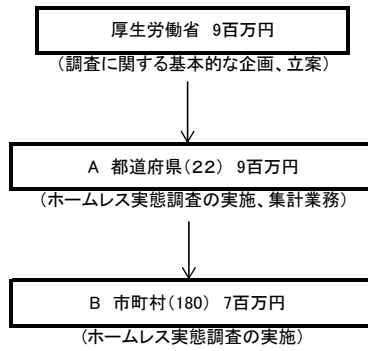 厚生労働省 9百万円
(調査に関する基本的な企画、立案)
A 都道府県(22) 9百万円
(ホームレス実態調査の実施、集計業務)
B 市町村(180) 7百万円
(ホームレス実態調査の実施)